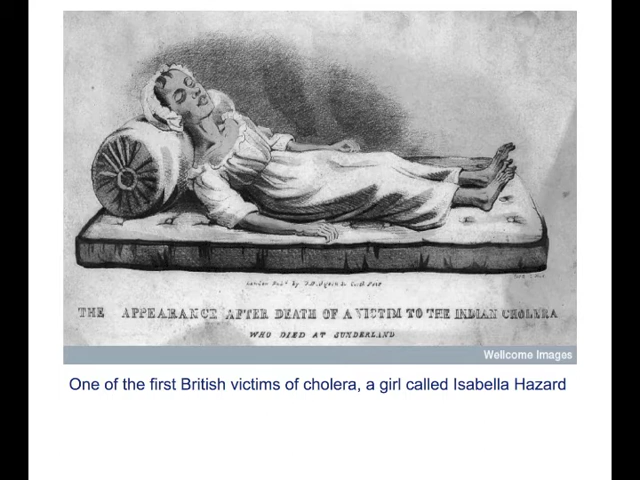 THE APPEARANCE AFTER DEATH OF A VICTIM TO THE INDIAN CHOLERA
WHO DIED AT SUNDERLAND
Wellcome Images
One of the first British victims of cholera, a girl called Isabella Hazard